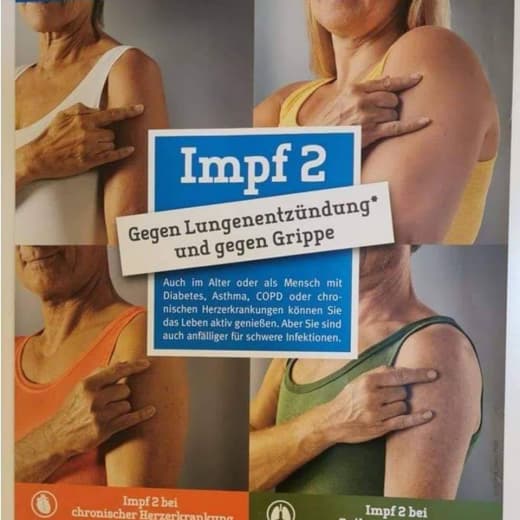 Impf 2
Gegen Lungenentzündung*
und gegen Grippe
Auch im Alter oder als Mensch mit
Diabetes, Asthma, COPD oder chro-
nischen Herzerkrankungen können Sie
das Leben aktiv genießen. Aber Sie sind
auch anfälliger für schwere Infektionen.
Impf 2 bei
chronischer Herzerkrankung
Impf 2 bei